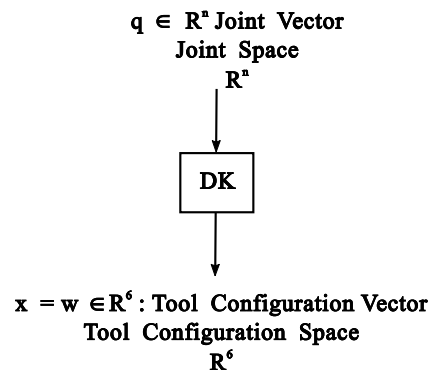 q ∈ Rⁿ Joint Vector
Joint Space
Rⁿ
DK
x = w ∈ R⁶ : Tool Configuration Vector
Tool Configuration Space
R⁶